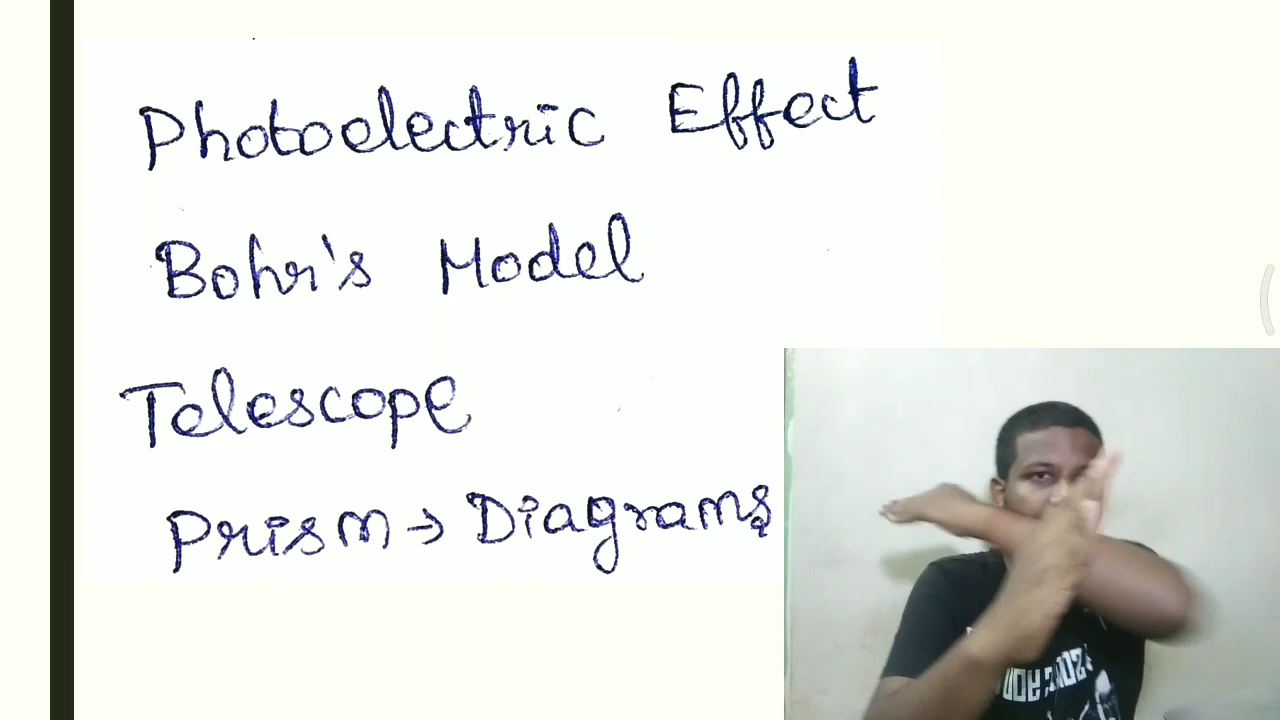 Photoelectric Effect
Bohr's Model
Telescope
Prism → Diagrams